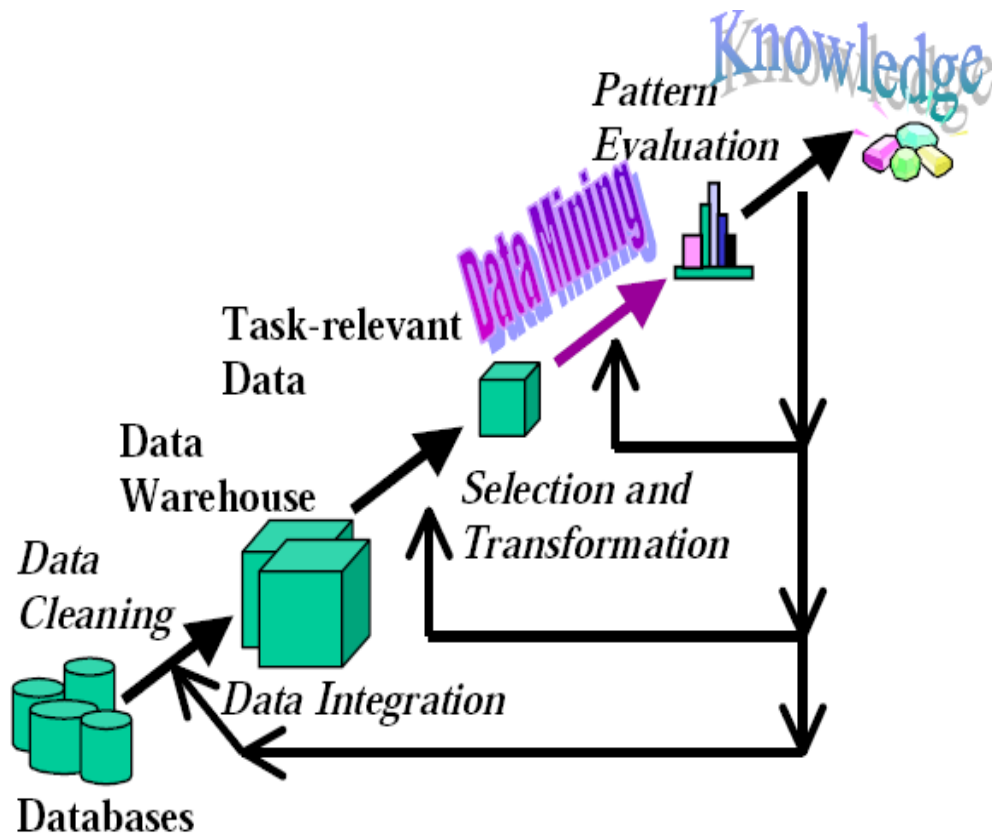 Knowledge
Pattern
Evaluation
Data Mining
Task-relevant
Data
Data
Warehouse
Selection and
Transformation
Data
Cleaning
Data Integration
Databases